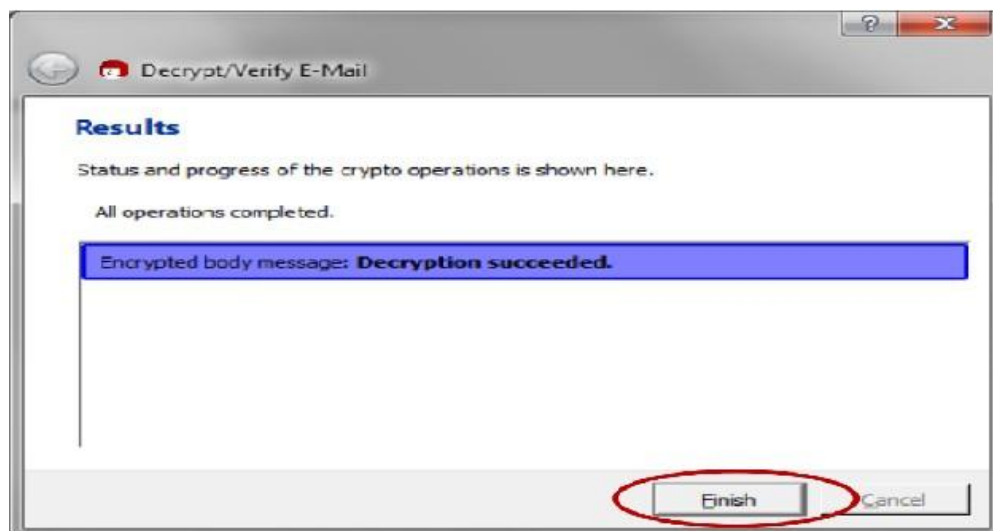 Decrypt/Verify E-Mail
Results
Status and progress of the crypto operations is shown here.
All operations completed.
Encrypted body message: Decryption succeeded.
Finish
Cancel